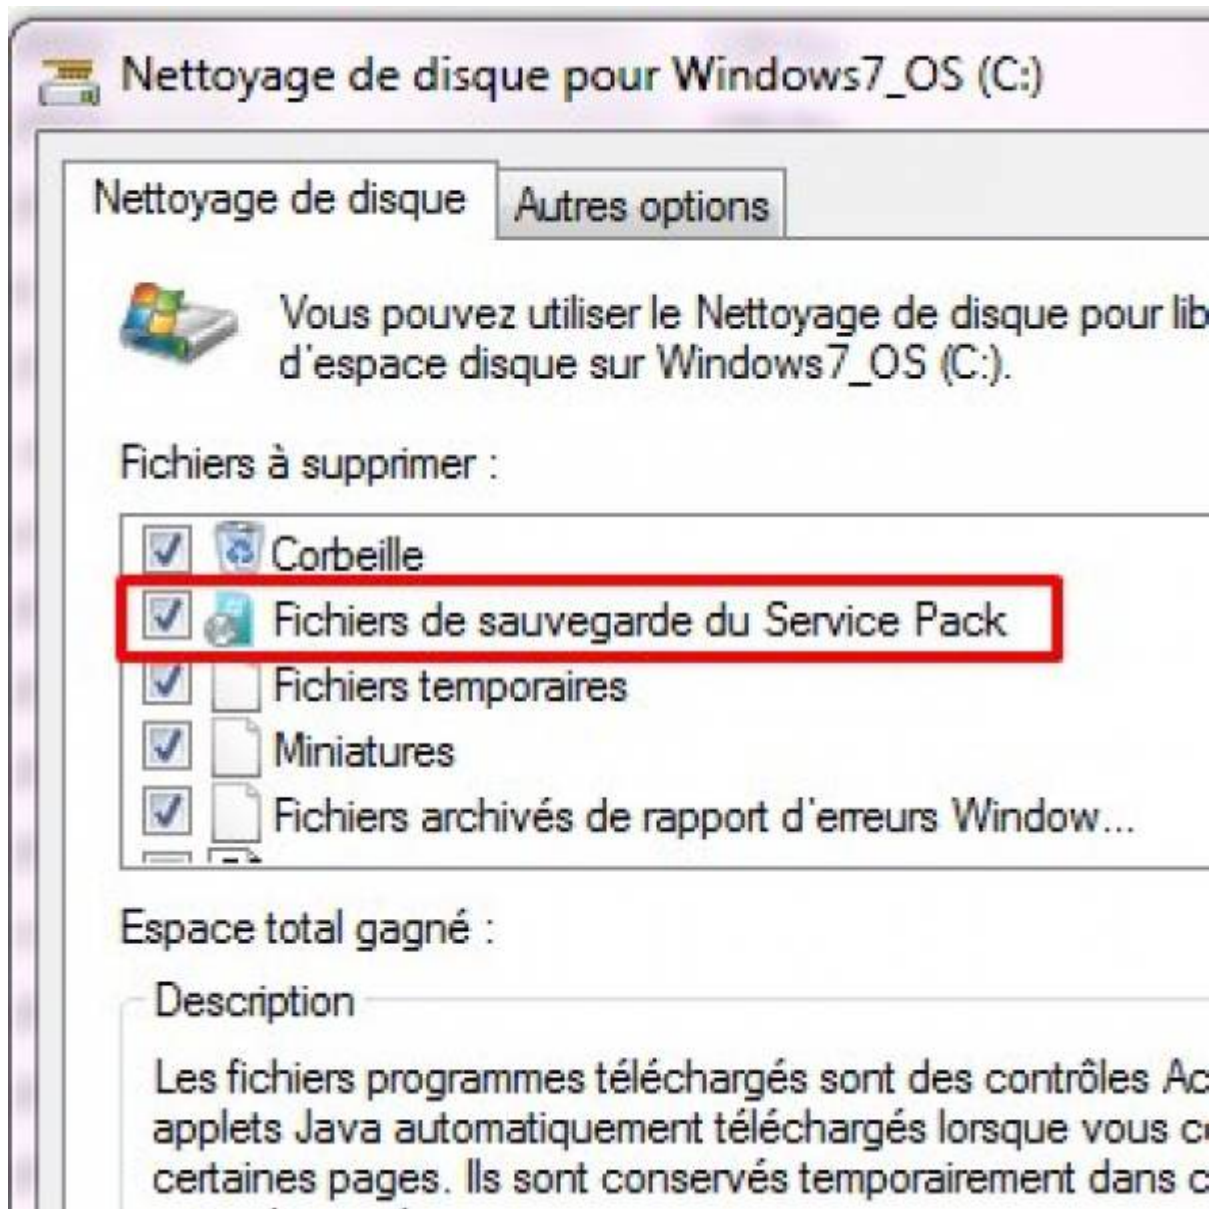 Nettoyage de disque pour Windows7_OS (C:)
Nettoyage de disque
Autres options
Vous pouvez utiliser le Nettoyage de disque pour lib
d'espace disque sur Windows7_OS (C:).
Fichiers à supprimer :
Corbeille
Fichiers de sauvegarde du Service Pack
Fichiers temporaires
Miniatures
Fichiers archivés de rapport d'erreurs Window...
Espace total gagné :
Description
Les fichiers programmes téléchargés sont des contrôles Ac
applets Java automatiquement téléchargés lorsque vous c
certaines pages. Ils sont conservés temporairement dans c